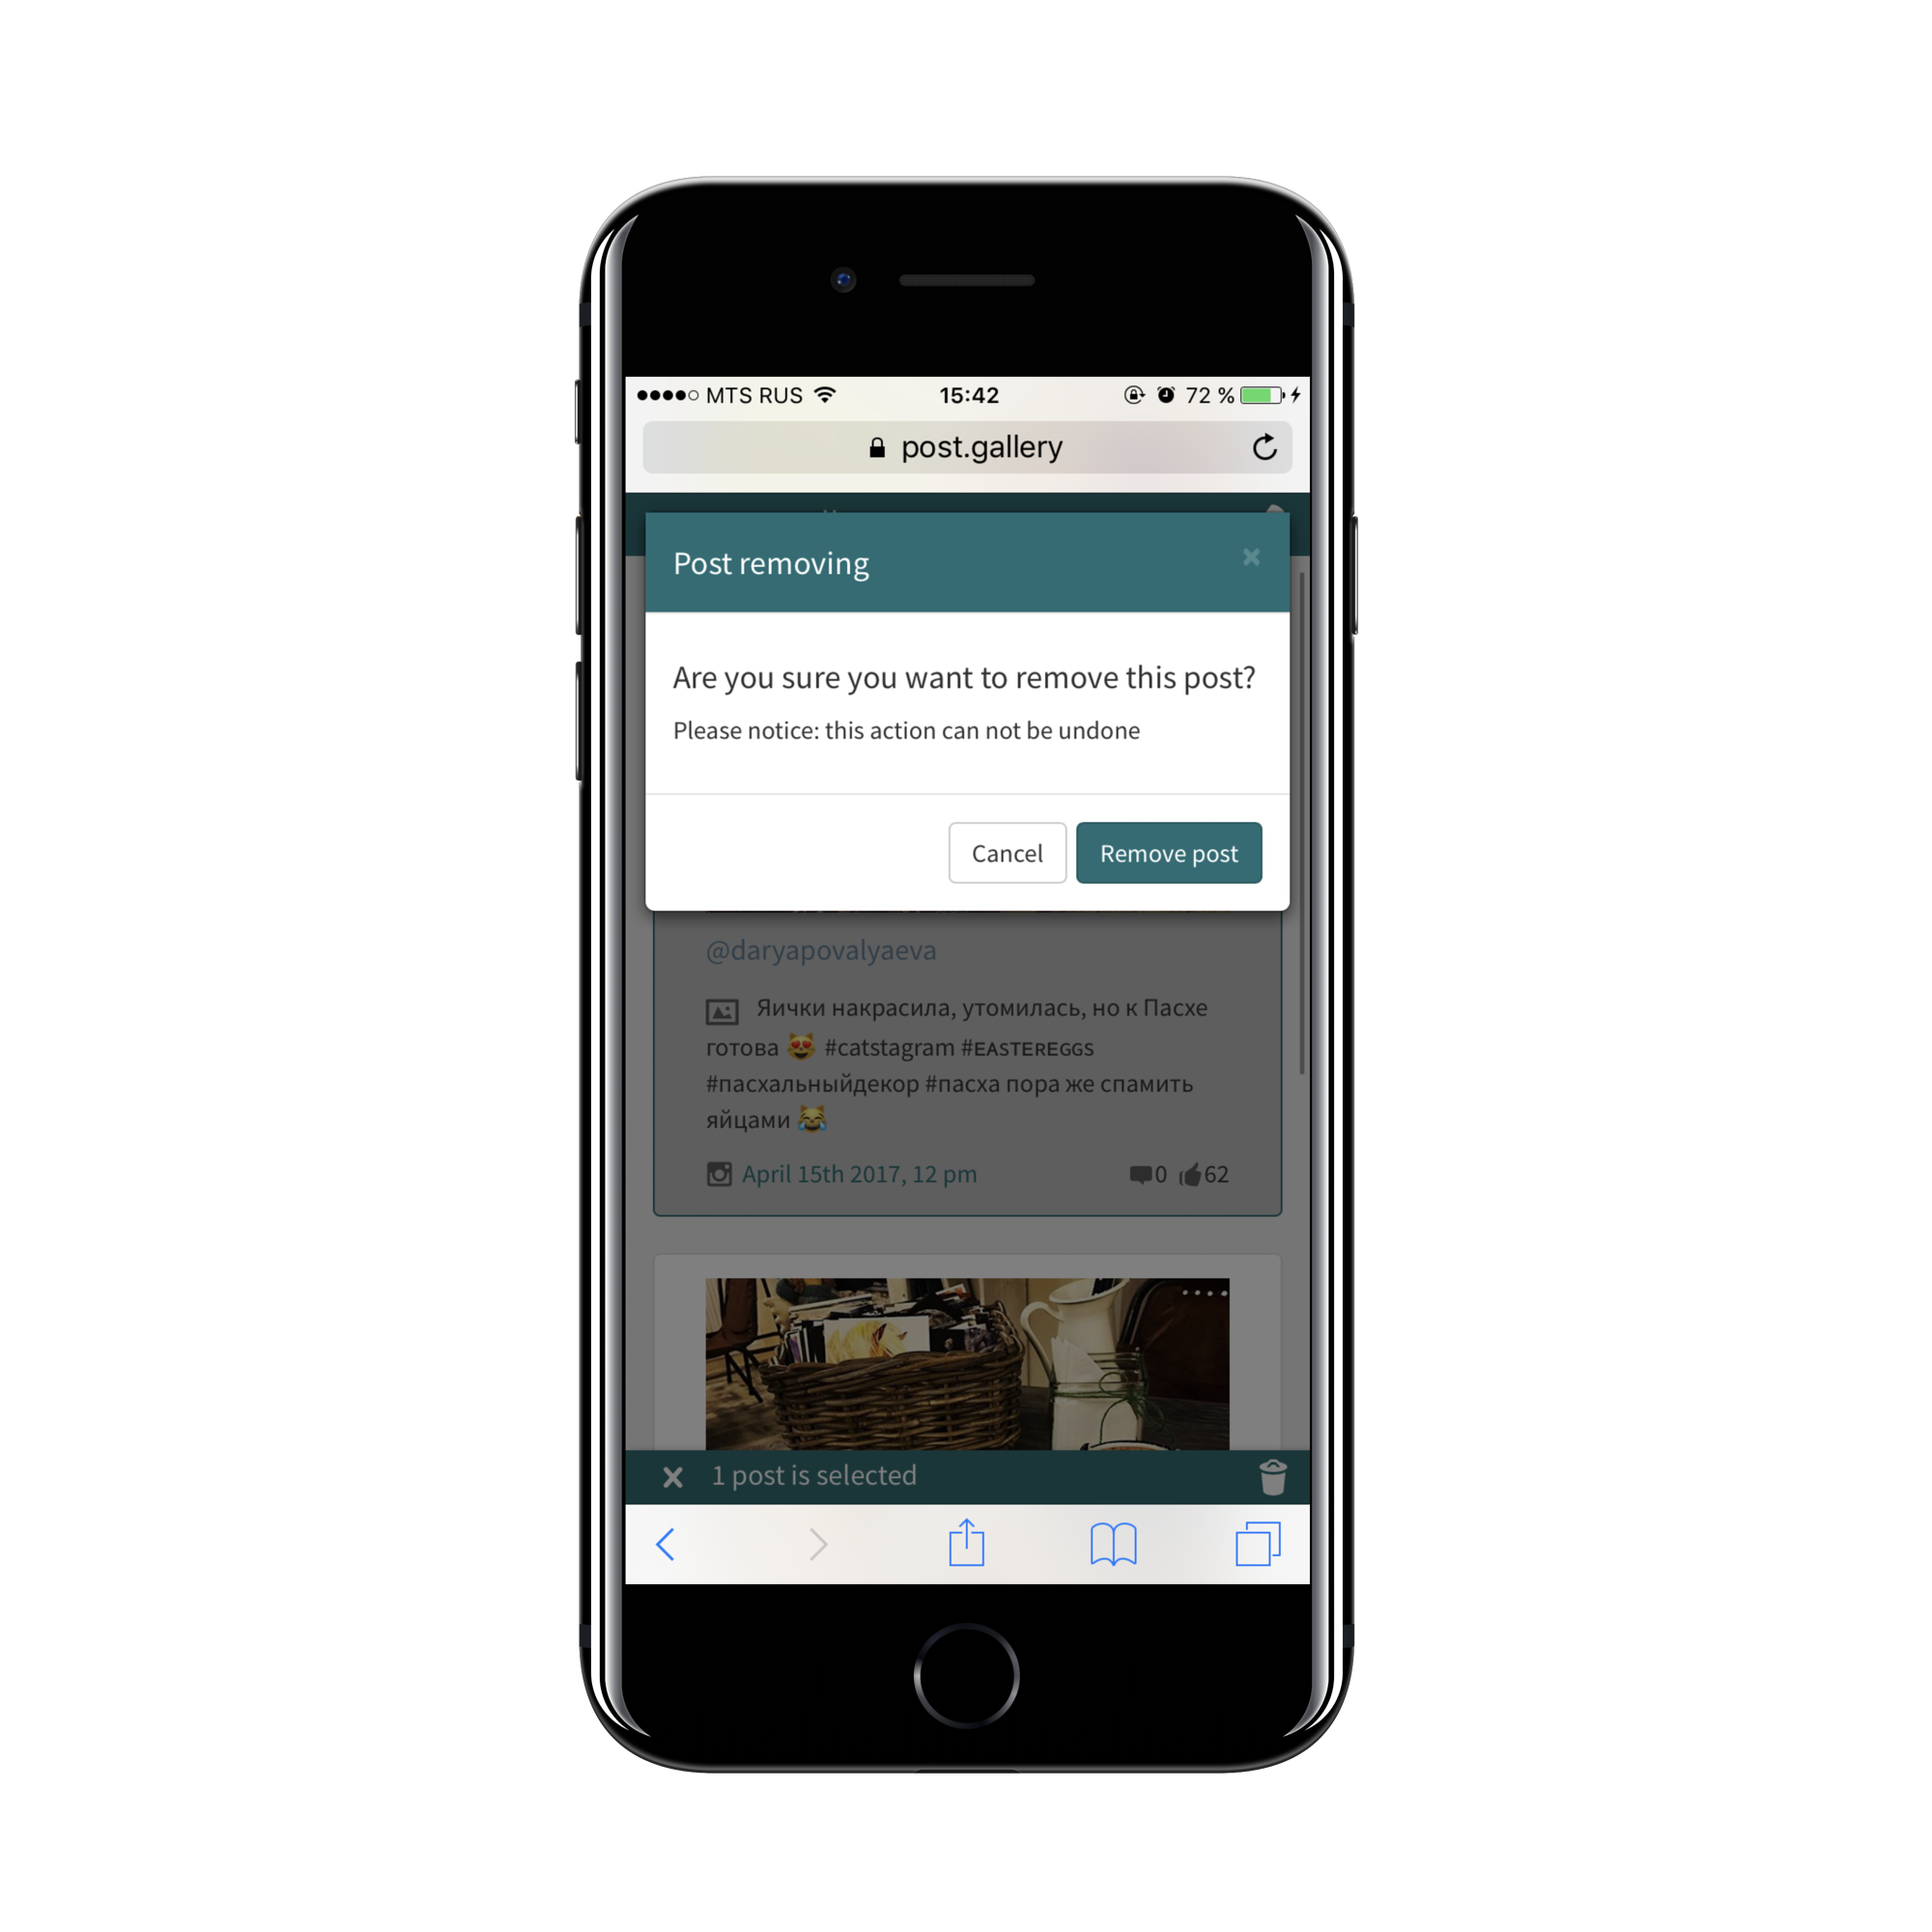 MTS RUS 15:42 72 %
post.gallery
Post removing
Are you sure you want to remove this post?
Please notice: this action can not be undone
Cancel Remove post
@daryapovalyaeva
Яички накрасила, утомилась, но к Пасхе
готова 😻 #catstagram #ᴇᴀsᴛᴇʀᴇɢɢs
#пасхальныйдекор #пасха пора же спамить
яйцами 😹
April 15th 2017, 12 pm 0 62
1 post is selected